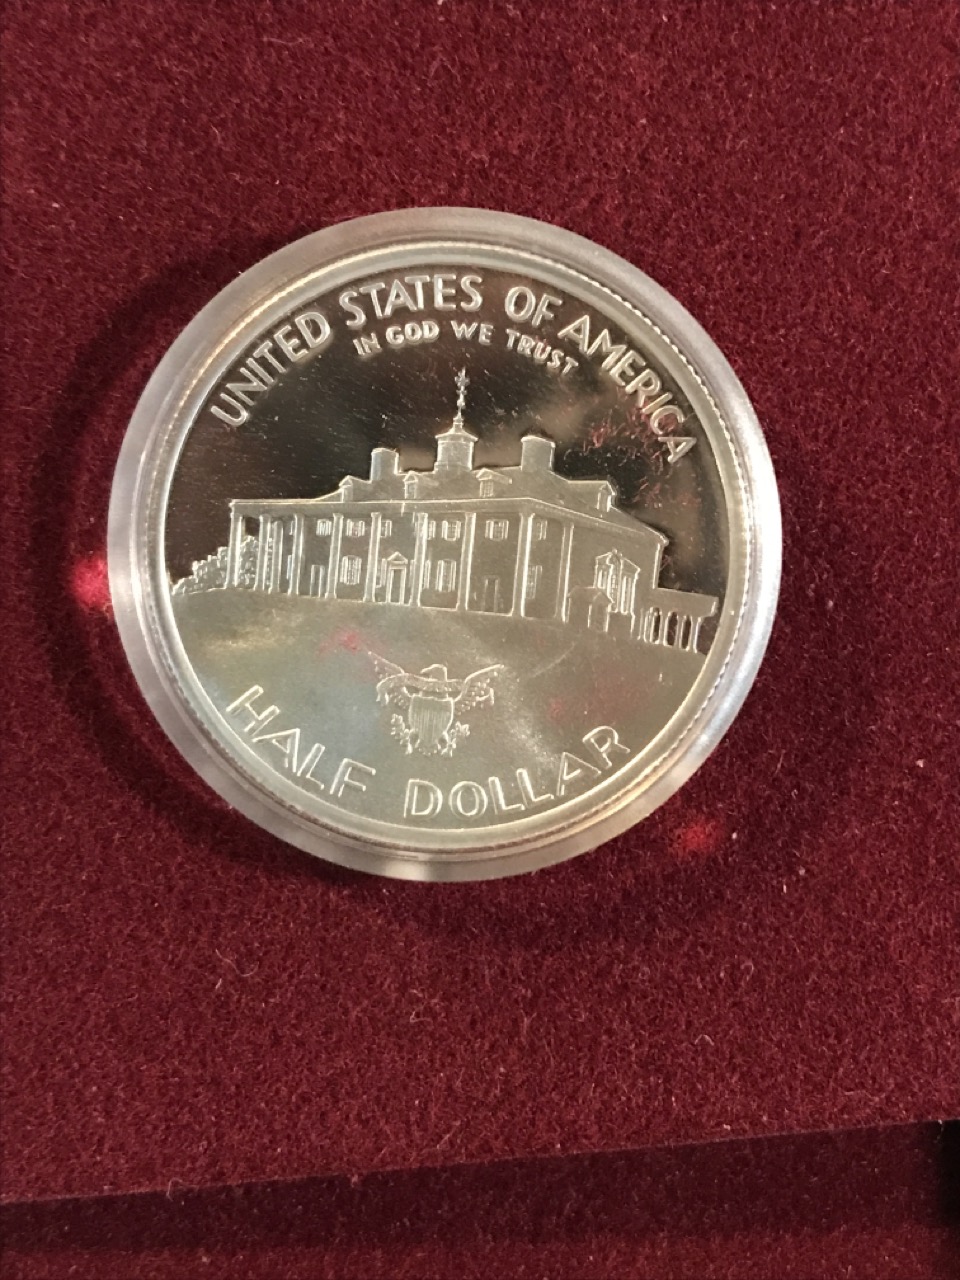 UNITED STATES OF AMERICA
IN GOD WE TRUST
HALF DOLLAR